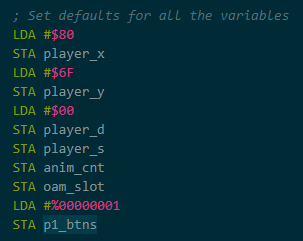 ; Set defaults for all the variables
LDA #$80
STA player_x
LDA #$6F
STA player_y
LDA #$00
STA player_d
STA player_s
STA anim_cnt
STA oam_slot
LDA #%00000001
STA p1_btns